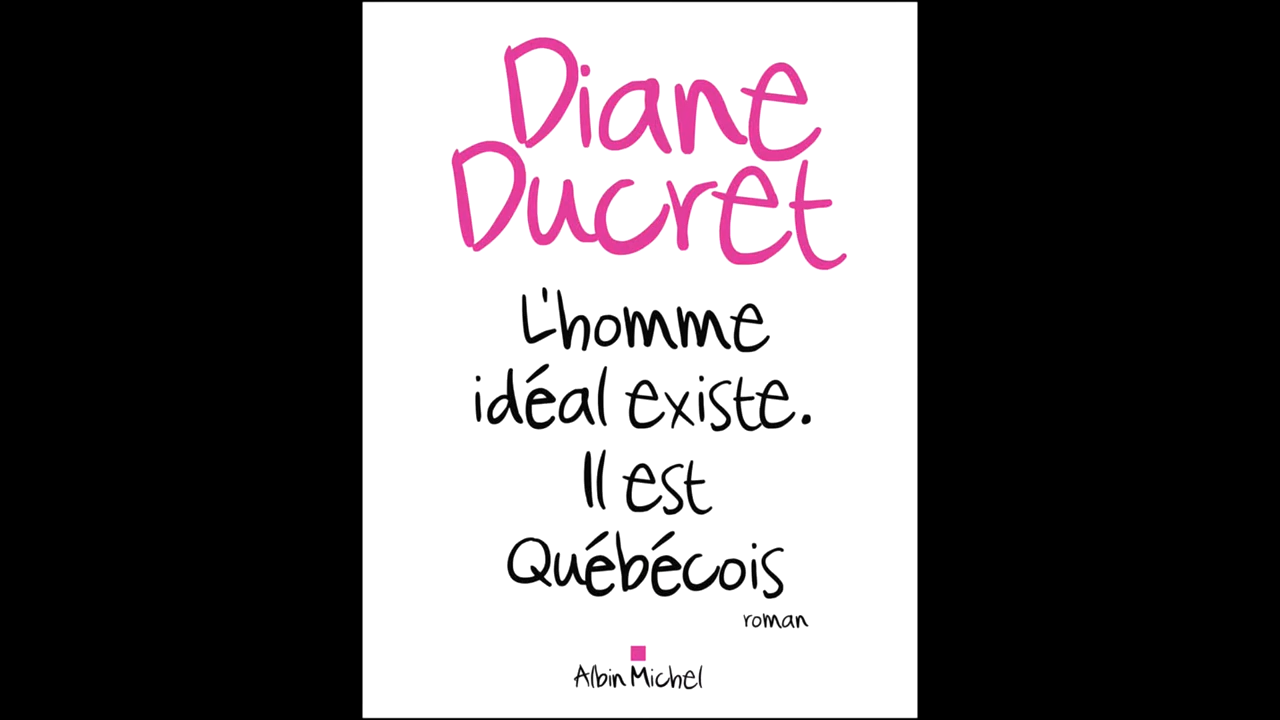 Diane
Ducret
L'homme
idéal existe.
Il est
Québécois
roman
Albin Michel